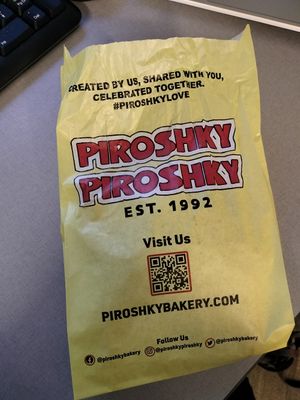 CREATED BY US, SHARED WITH YOU,
CELEBRATED TOGETHER.
#PIROSHKYLOVE
PIROSHKY
PIROSHKY
EST. 1992
Visit Us
PIROSHKYBAKERY.COM
Follow Us
@piroshkybakery @piroshkypiroshky @piroshkybakery